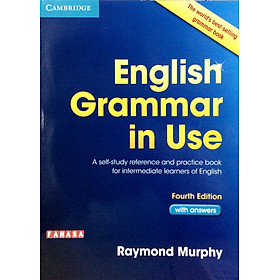 CAMBRIDGE
The world's best-selling
grammar book
English
Grammar
in Use
A self-study reference and practice book
for intermediate learners of English
Fourth Edition
with answers
FAHASA
Raymond Murphy